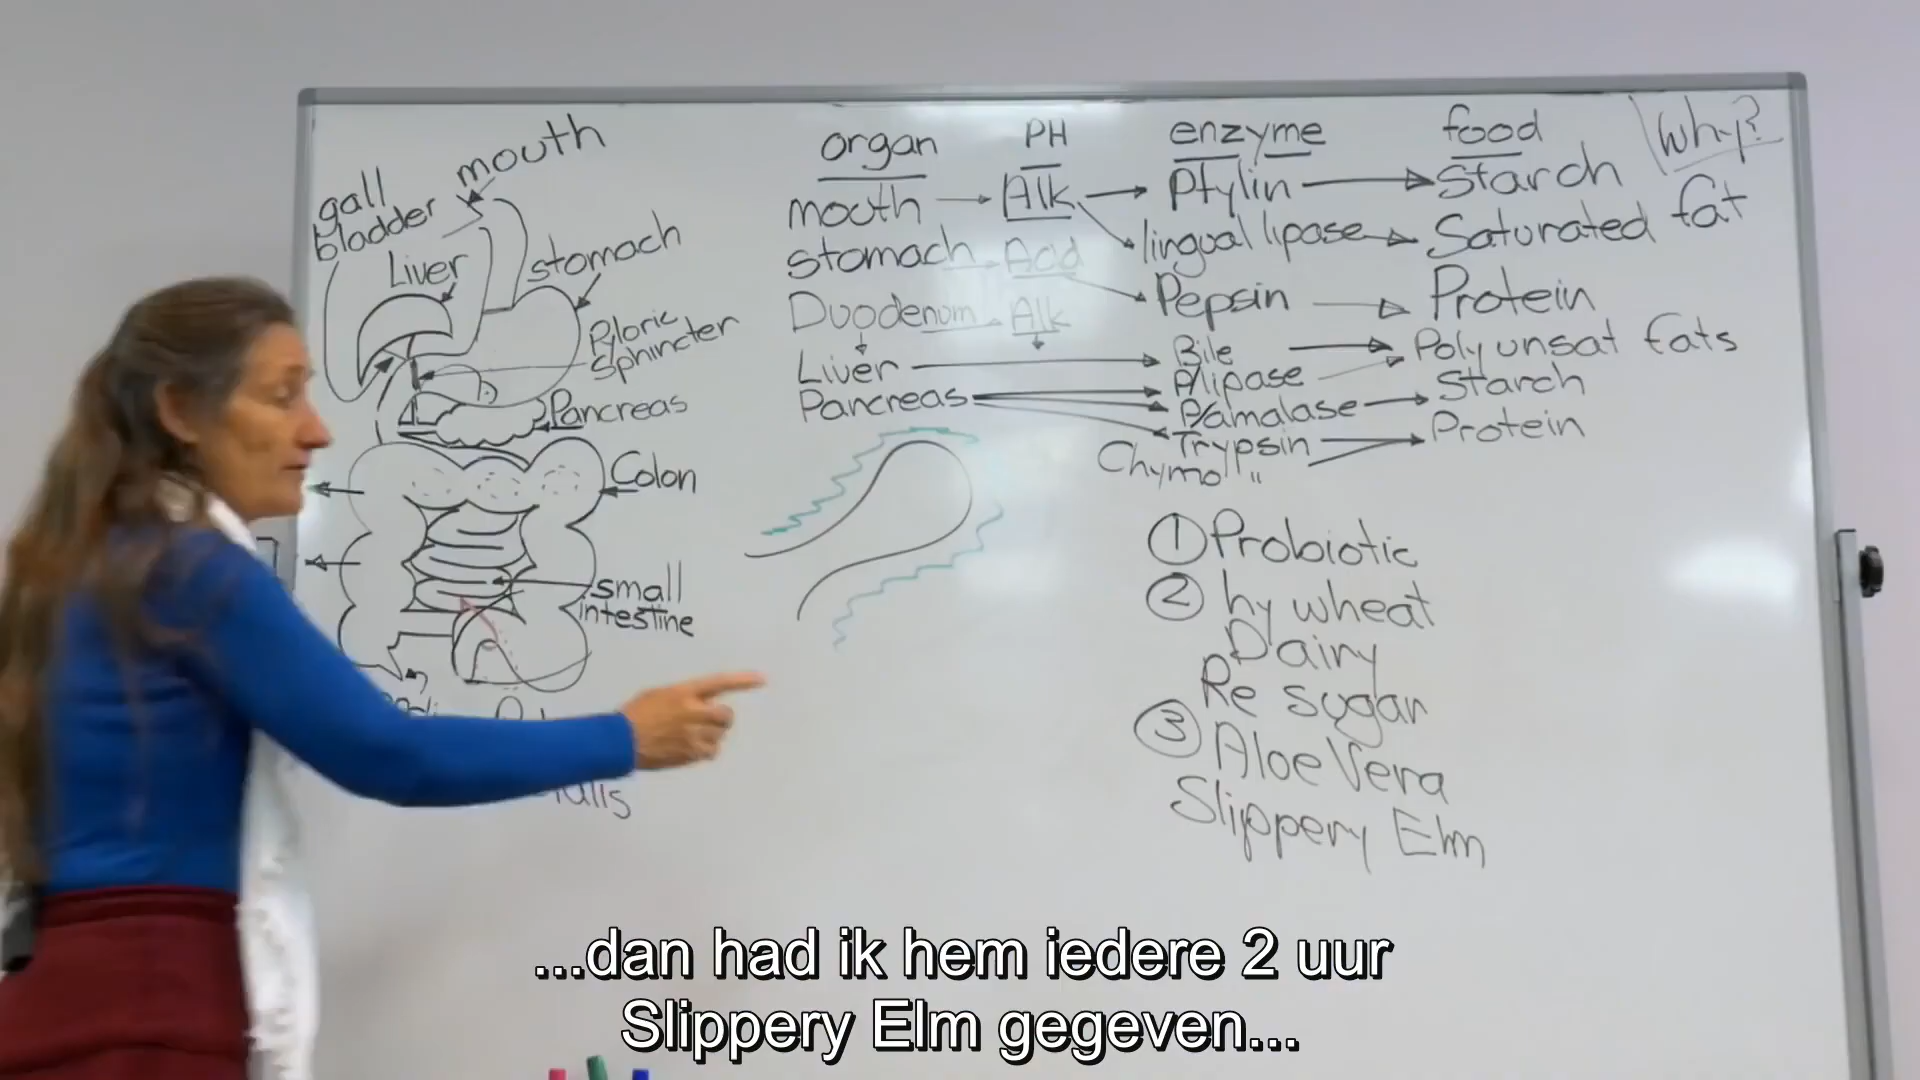 mouth
gall
bladder
Liver
stomach
Pyloric
Sphincter
Pancreas
Colon
small
intestine
organ PH enzyme food Why?
mouth Alk Ptylin Starch
lingual lipase Saturated fat
stomach Acid Pepsin Protein
Duodenum Alk
Liver Bile Polyunsat fats
P/lipase Starch
Pancreas P/amalase
Trypsin Protein
Chymo "
① Probiotic
② hy wheat
Dairy
Re sugar
③ Aloe Vera
Slippery Elm
...dan had ik hem iedere 2 uur
Slippery Elm gegeven...